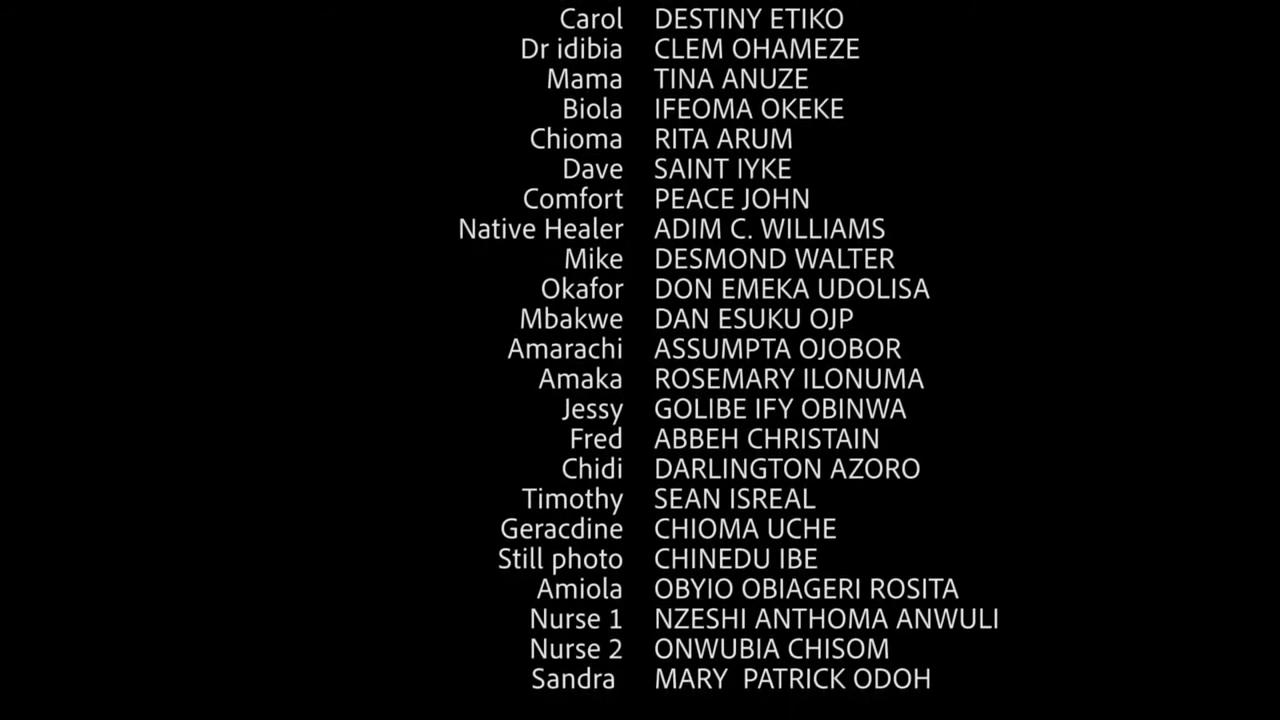 Carol DESTINY ETIKO
Dr idibia CLEM OHAMEZE
Mama TINA ANUZE
Biola IFEOMA OKEKE
Chioma RITA ARUM
Dave SAINT IYKE
Comfort PEACE JOHN
Native Healer ADIM C. WILLIAMS
Mike DESMOND WALTER
Okafor DON EMEKA UDOLISA
Mbakwe DAN ESUKU OJP
Amarachi ASSUMPTA OJOBOR
Amaka ROSEMARY ILONUMA
Jessy GOLIBE IFY OBINWA
Fred ABBEH CHRISTAIN
Chidi DARLINGTON AZORO
Timothy SEAN ISREAL
Geracdine CHIOMA UCHE
Still photo CHINEDU IBE
Amiola OBYIO OBIAGERI ROSITA
Nurse 1 NZESHI ANTHOMA ANWULI
Nurse 2 ONWUBIA CHISOM
Sandra MARY PATRICK ODOH